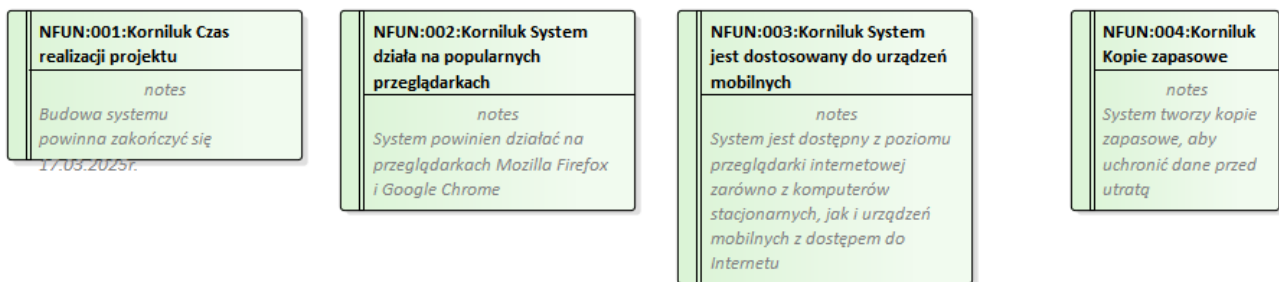 NFUN:001:Korniluk Czas
realizacji projektu
notes
Budowa systemu
powinna zakończyć się
17.03.2025r.
NFUN:002:Korniluk System
działa na popularnych
przeglądarkach
notes
System powinien działać na
przeglądarkach Mozilla Firefox
i Google Chrome
NFUN:003:Korniluk System
jest dostosowany do urządzeń
mobilnych
notes
System jest dostępny z poziomu
przeglądarki internetowej
zarówno z komputerów
stacjonarnych, jak i urządzeń
mobilnych z dostępem do
Internetu
NFUN:004:Korniluk
Kopie zapasowe
notes
System tworzy kopie
zapasowe, aby
uchronić dane przed
utratą